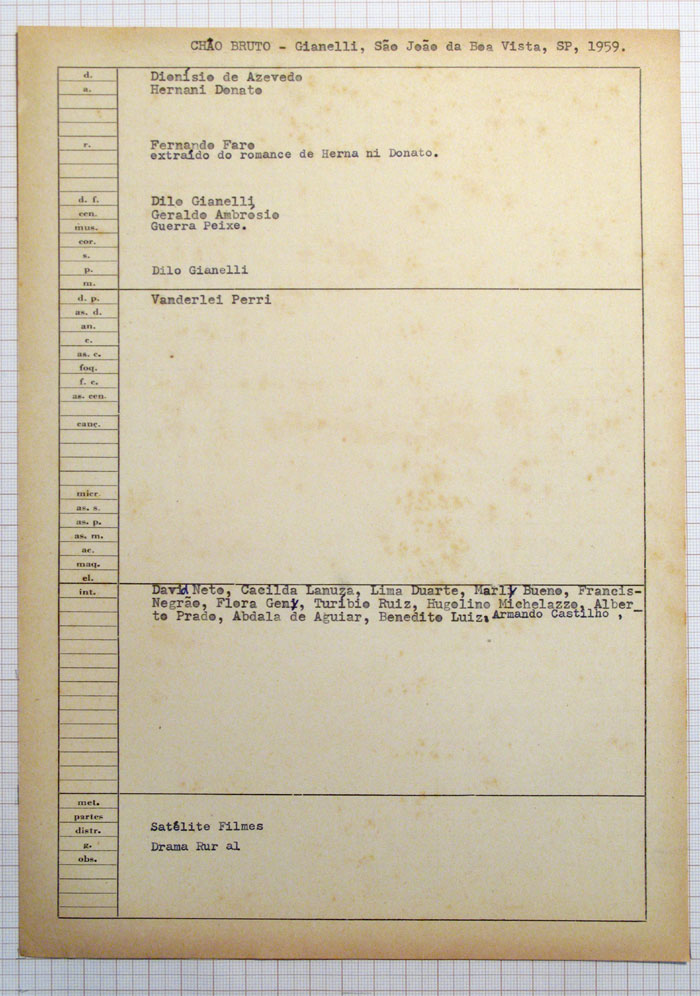 CHÃO BRUTO - Gianelli, São João da Boa Vista, SP, 1959.
d. Dionísio de Azevedo
a. Hernani Donato
r. Fernando Faro
extraído do romance de Herna ni Donato.
d. f. Dilo Gianelli
cen. Geraldo Ambrosio
mus. Guerra Peixe.
cor.
s.
p. Dilo Gianelli
m.
d. p. Vanderlei Perri
as. d.
an.
c.
as. c.
foq.
f. c.
as. cen.
canç.
micr.
as. s.
as. p.
as. m.
ac.
maq.
el.
int. David Neto, Cacilda Lanuza, Lima Duarte, Marly Bueno, Francis-
Negrão, Flora Geny, Turíbio Ruiz, Hugolino Michelazzo, Alber_
to Prado, Abdala de Aguiar, Benedito Luiz, Armando Castilho ,
met.
partes
distr. Satélite Filmes
g. Drama Rur al
obs.